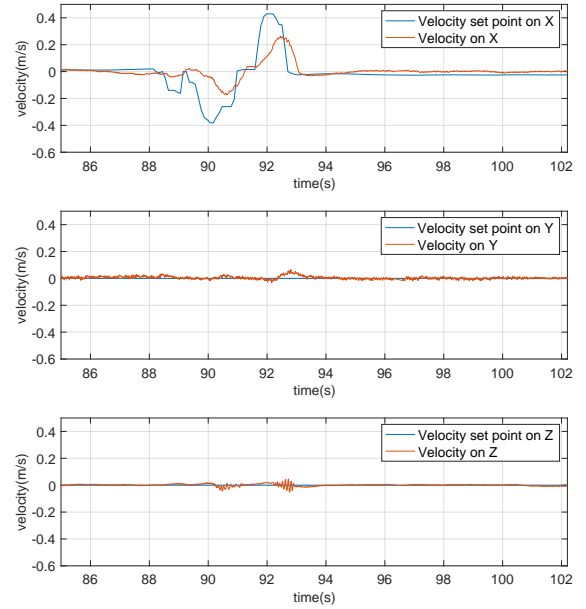 0.4
0.2
0
-0.2
-0.4
-0.6
velocity(m/s)
Velocity set point on X
Velocity on X
86 88 90 92 94 96 98 100 102
time(s)
0.4
0.2
0
-0.2
-0.4
-0.6
velocity(m/s)
Velocity set point on Y
Velocity on Y
86 88 90 92 94 96 98 100 102
time(s)
0.4
0.2
0
-0.2
-0.4
-0.6
velocity(m/s)
Velocity set point on Z
Velocity on Z
86 88 90 92 94 96 98 100 102
time(s)